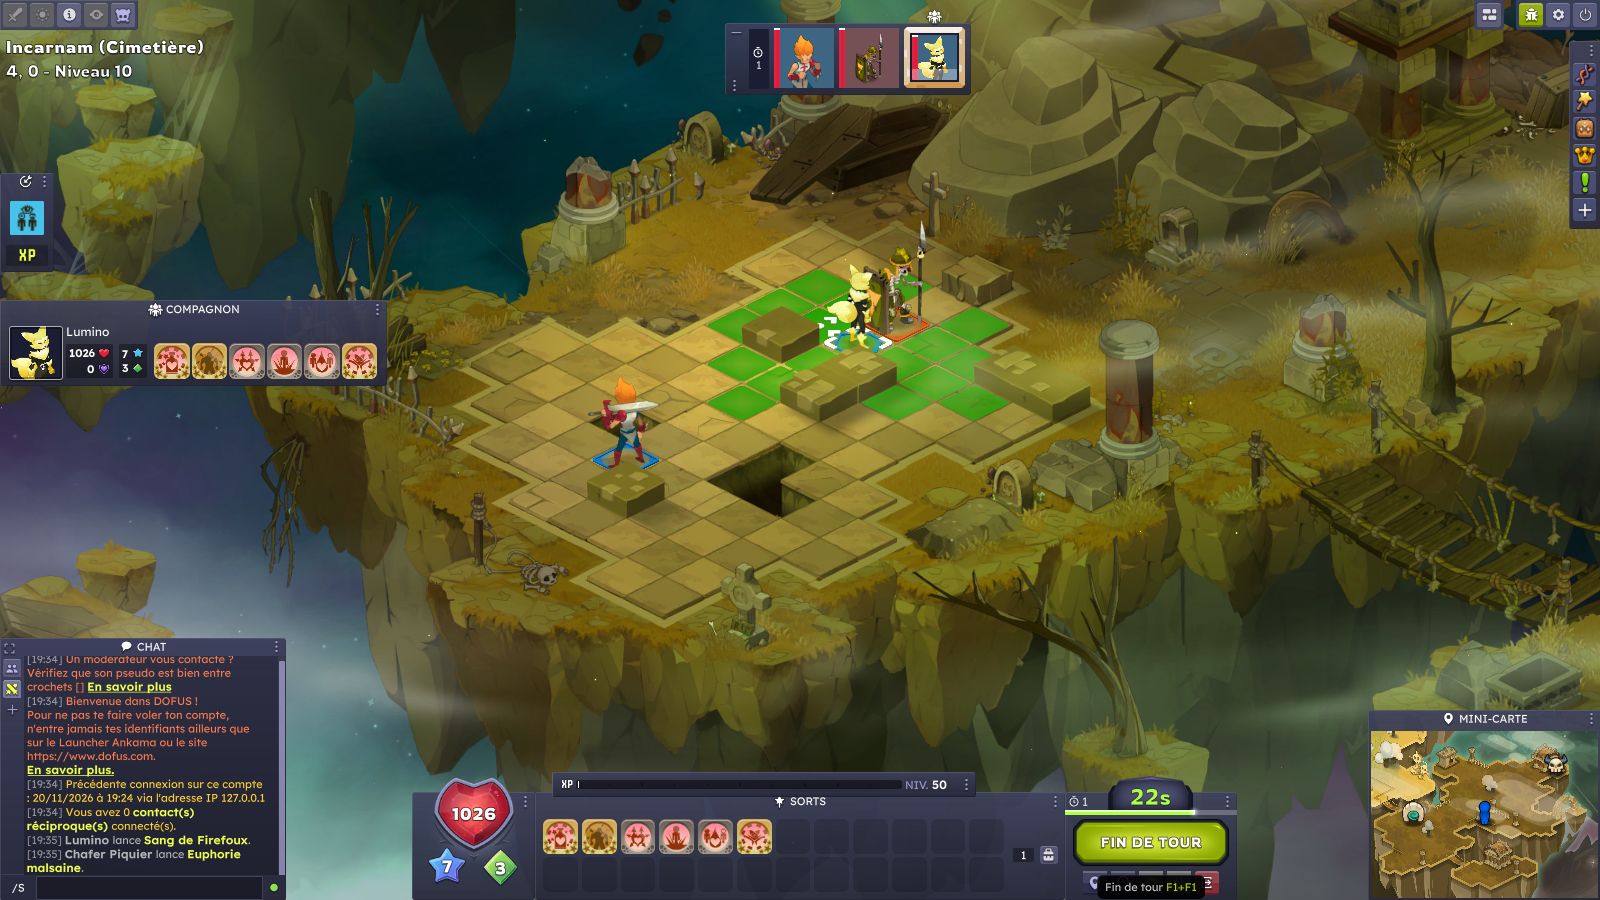 Incarnam (Cimetière)
4, 0 - Niveau 10
1
XP
COMPAGNON
Lumino
1026 7
0 3
CHAT
[19:34] Un modérateur vous contacte ?
Vérifiez que son pseudo est bien entre
crochets [] En savoir plus
[19:34] Bienvenue dans DOFUS !
Pour ne pas te faire voler ton compte,
n'entre jamais tes identifiants ailleurs que
sur le Launcher Ankama ou le site
https://www.dofus.com.
En savoir plus.
[19:34] Précédente connexion sur ce compte
: 20/11/2026 à 19:24 via l'adresse IP 127.0.0.1
[19:34] Vous avez 0 contact(s)
réciproque(s) connecté(s).
[19:35] Lumino lance Sang de Firefoux.
[19:35] Chafer Piquier lance Euphorie
malsaine.
/S
1026
7
3
XP
NIV. 50
SORTS
1
1
22s
FIN DE TOUR
Fin de tour F1+F1
MINI-CARTE